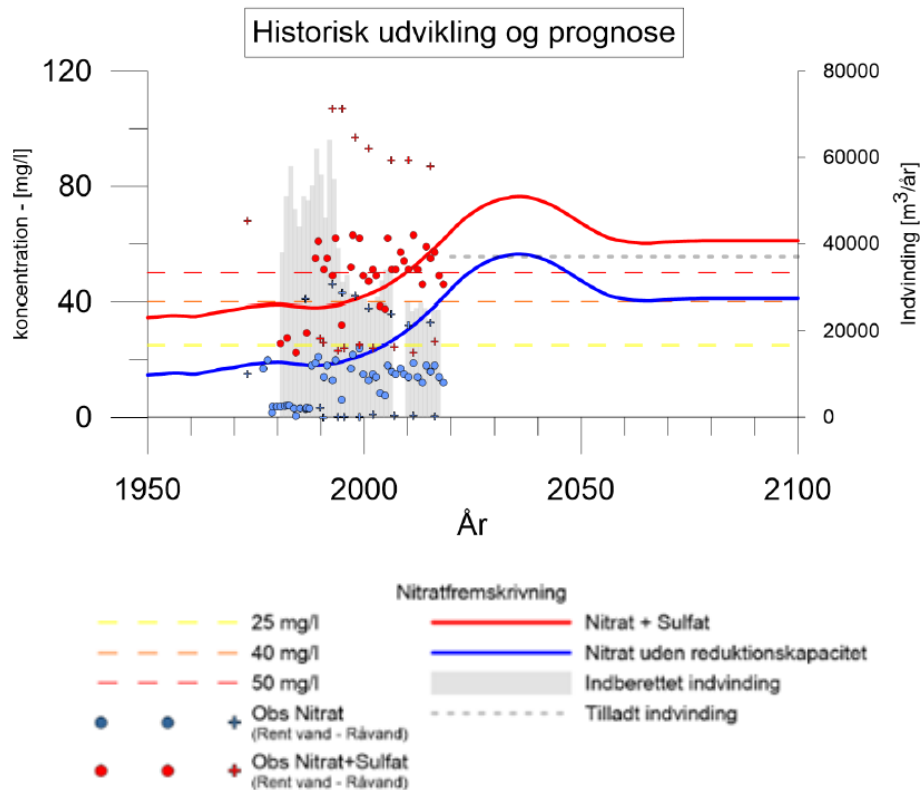 Historisk udvikling og prognose
120
80
40
0
koncentration - [mg/l]
80000
60000
40000
20000
0
Indvinding [m³/år]
1950
2000
2050
2100
År
Nitratfremskrivning
25 mg/l
40 mg/l
50 mg/l
Obs Nitrat
(Rent vand - Råvand)
Obs Nitrat+Sulfat
(Rent vand - Råvand)
Nitrat + Sulfat
Nitrat uden reduktionskapacitet
Indberettet indvinding
Tilladt indvinding